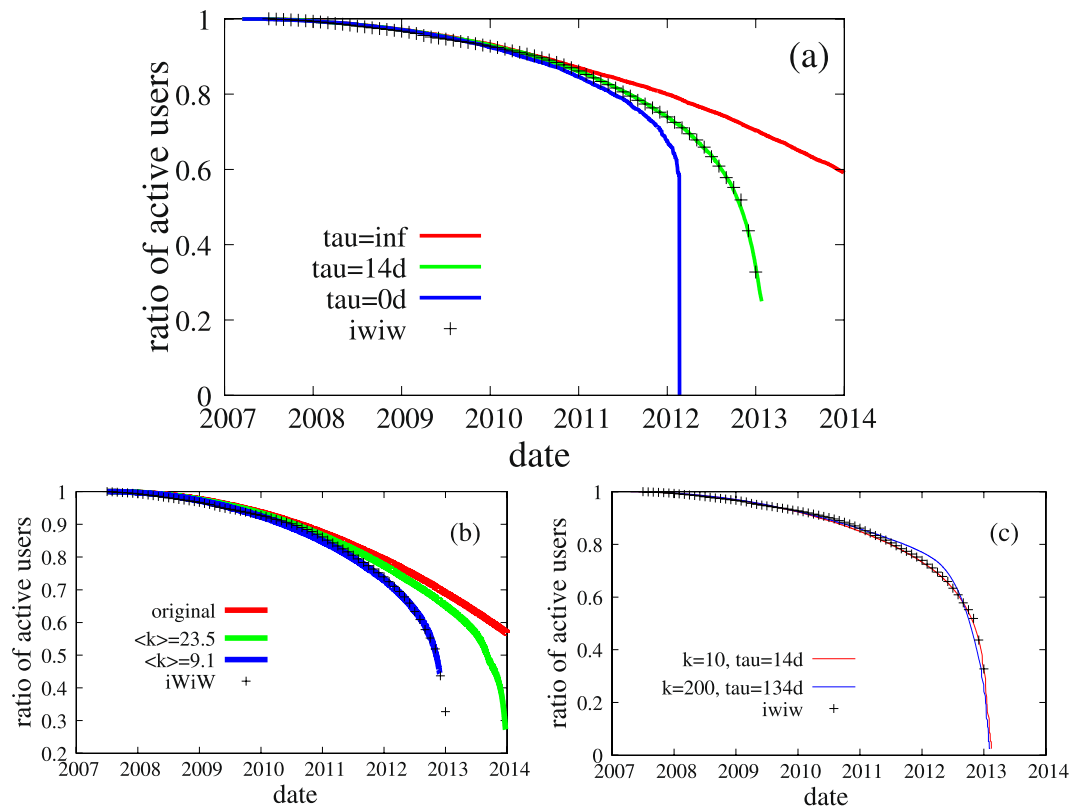 (a)
ratio of active users
1
0.8
0.6
0.4
0.2
0
tau=inf
tau=14d
tau=0d
iwiw
2007 2008 2009 2010 2011 2012 2013 2014
date
(b)
ratio of active users
1
0.9
0.8
0.7
0.6
0.5
0.4
0.3
0.2
original
<k>=23.5
<k>=9.1
iWiW
2007 2008 2009 2010 2011 2012 2013 2014
date
(c)
ratio of active users
1
0.8
0.6
0.4
0.2
0
k=10, tau=14d
k=200, tau=134d
iwiw
2007 2008 2009 2010 2011 2012 2013 2014
date